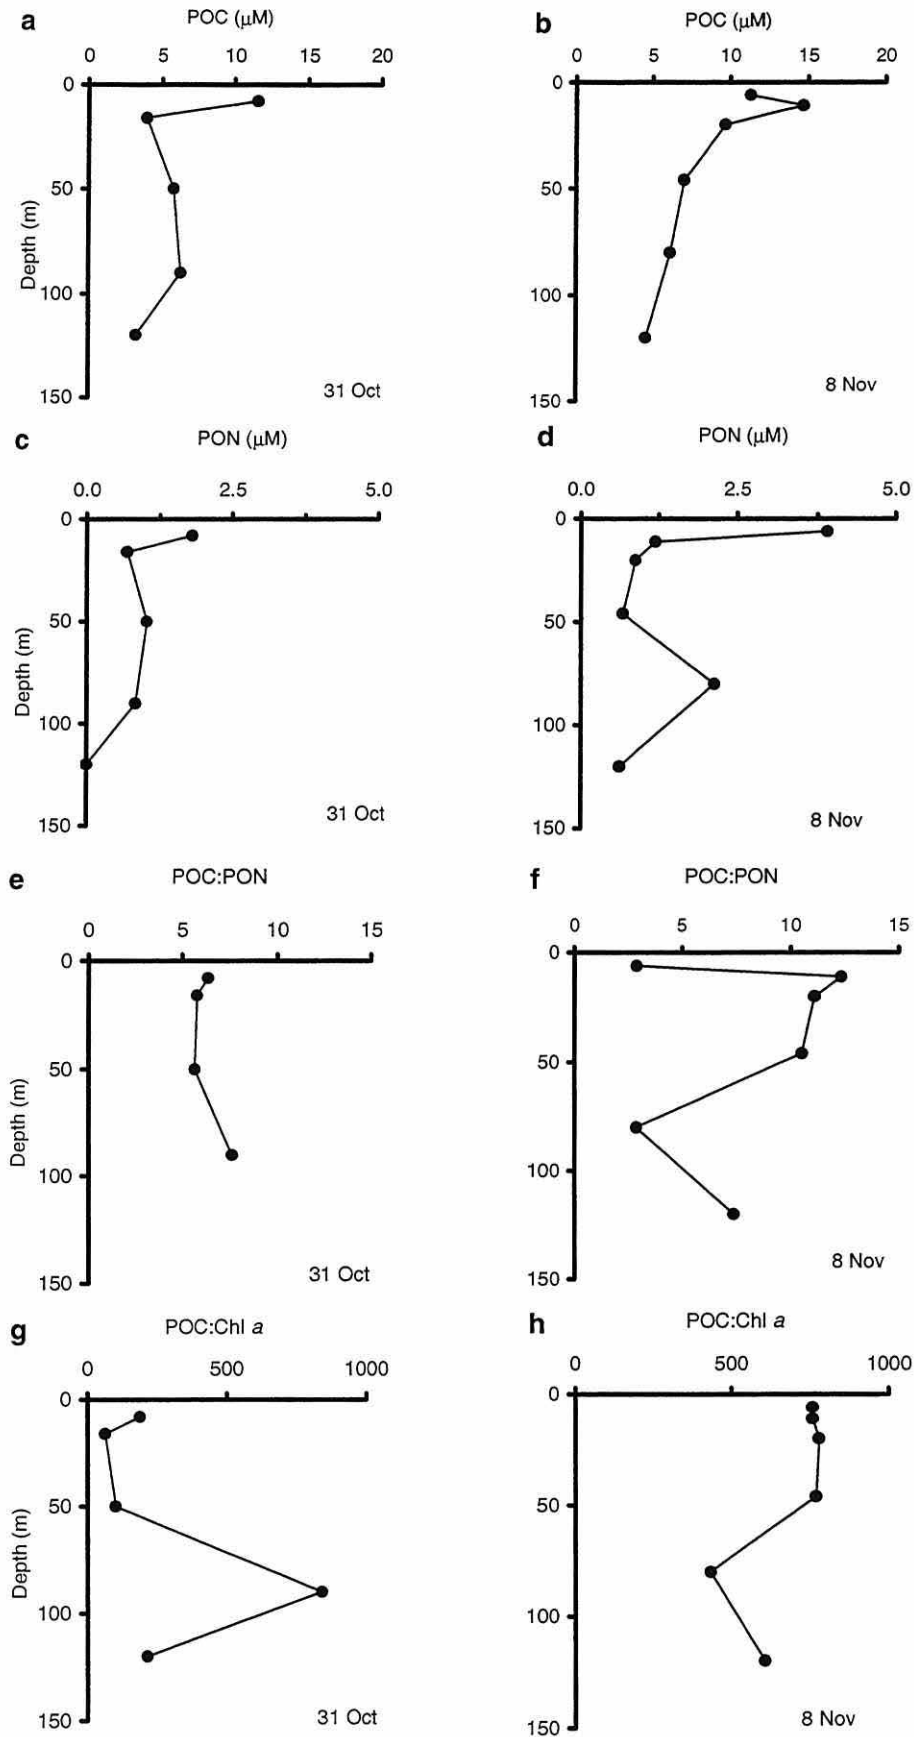 a
POC (µM)
0 5 10 15 20
0
50
100
150
Depth (m)
31 Oct
b
POC (µM)
0 5 10 15 20
0
50
100
150
8 Nov
c
PON (µM)
0.0 2.5 5.0
0
50
100
150
Depth (m)
31 Oct
d
PON (µM)
0.0 2.5 5.0
0
50
100
150
8 Nov
e
POC:PON
0 5 10 15
0
50
100
150
Depth (m)
31 Oct
f
POC:PON
0 5 10 15
0
50
100
150
8 Nov
g
POC:Chl a
0 500 1000
0
50
100
150
Depth (m)
31 Oct
h
POC:Chl a
0 500 1000
0
50
100
150
8 Nov